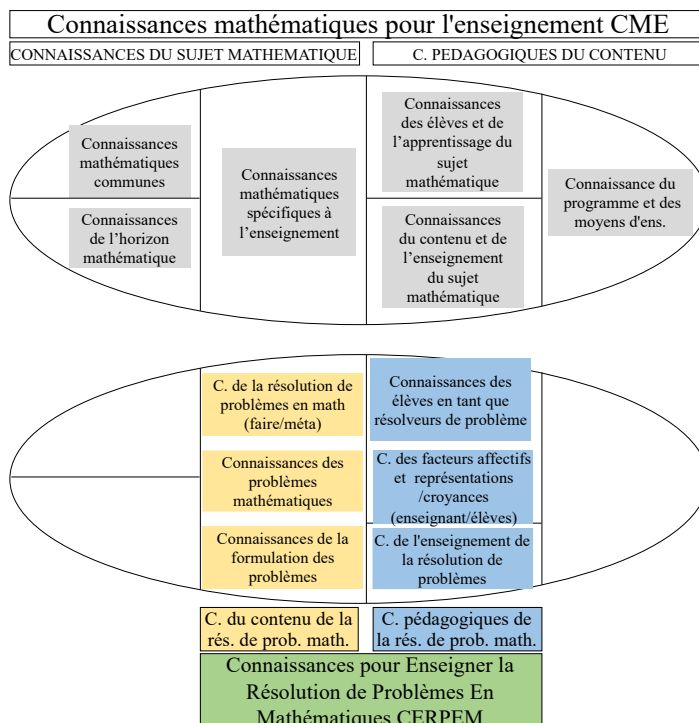 Connaissances mathématiques pour l'enseignement CME
CONNAISSANCES DU SUJET MATHEMATIQUE
C. PEDAGOGIQUES DU CONTENU
Connaissances
mathématiques
communes
Connaissances
de l’horizon
mathématique
Connaissances
mathématiques
spécifiques à
l’enseignement
Connaissances
des élèves et de
l’apprentissage du
sujet
mathématique
Connaissances
du contenu et de
l’enseignement
du sujet
mathématique
Connaissance du
programme et des
moyens d'ens.
C. de la résolution de
problèmes en math
(faire/méta)
Connaissances des
problèmes
mathématiques
Connaissances de la
formulation des
problèmes
Connaissances des
élèves en tant que
résolveurs de problème
C. des facteurs affectifs
et représentations
/croyances
(enseignant/élèves)
C. de l'enseignement de
la résolution de
problèmes
C. du contenu de la
rés. de prob. math.
C. pédagogiques de
la rés. de prob. math.
Connaissances pour Enseigner la
Résolution de Problèmes En
Mathématiques CERPEM